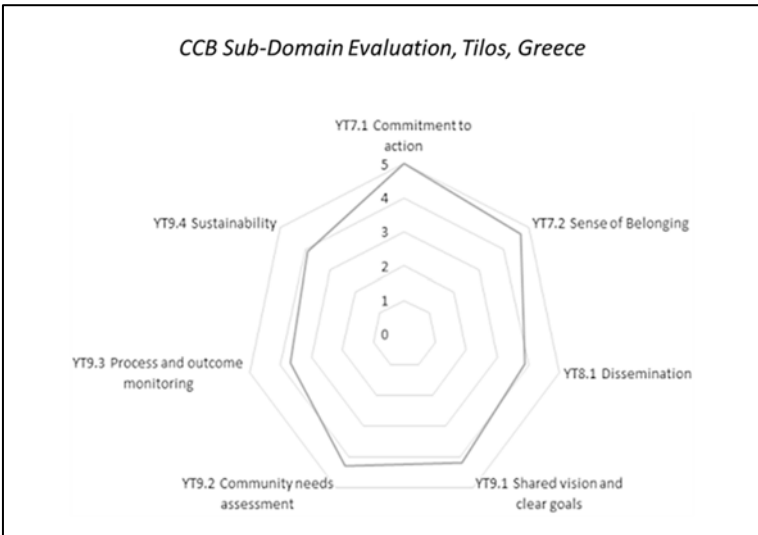 CCB Sub-Domain Evaluation, Tilos, Greece
YT7.1 Commitment to
action
5
4
3
2
1
0
YT7.2 Sense of Belonging
YT8.1 Dissemination
YT9.1 Shared vision and
clear goals
YT9.2 Community needs
assessment
YT9.3 Process and outcome
monitoring
YT9.4 Sustainability